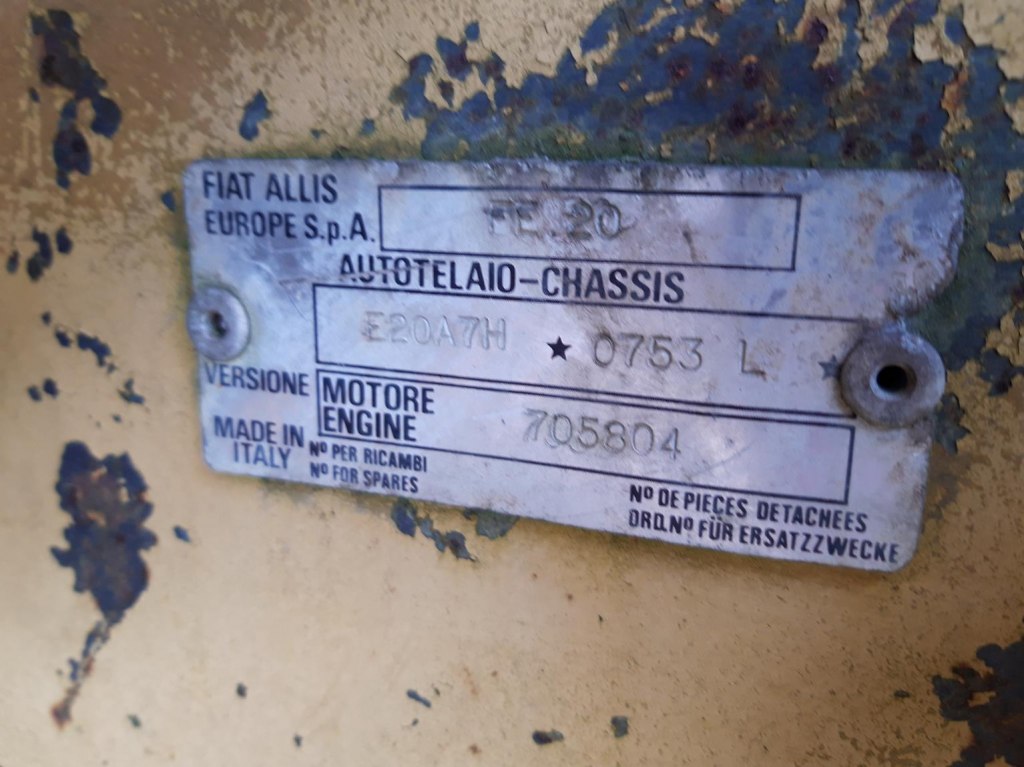 FIAT ALLIS
EUROPE S.p.A.
FE.20
AUTOTELAIO-CHASSIS
E20A7H ★ 0753 L ★
VERSIONE
MOTORE
ENGINE
705804
MADE IN
ITALY
Nº PER RICAMBI
Nº FOR SPARES
Nº DE PIEÇES DETACHEES
ORD.Nº FÜR ERSATZZWECKE